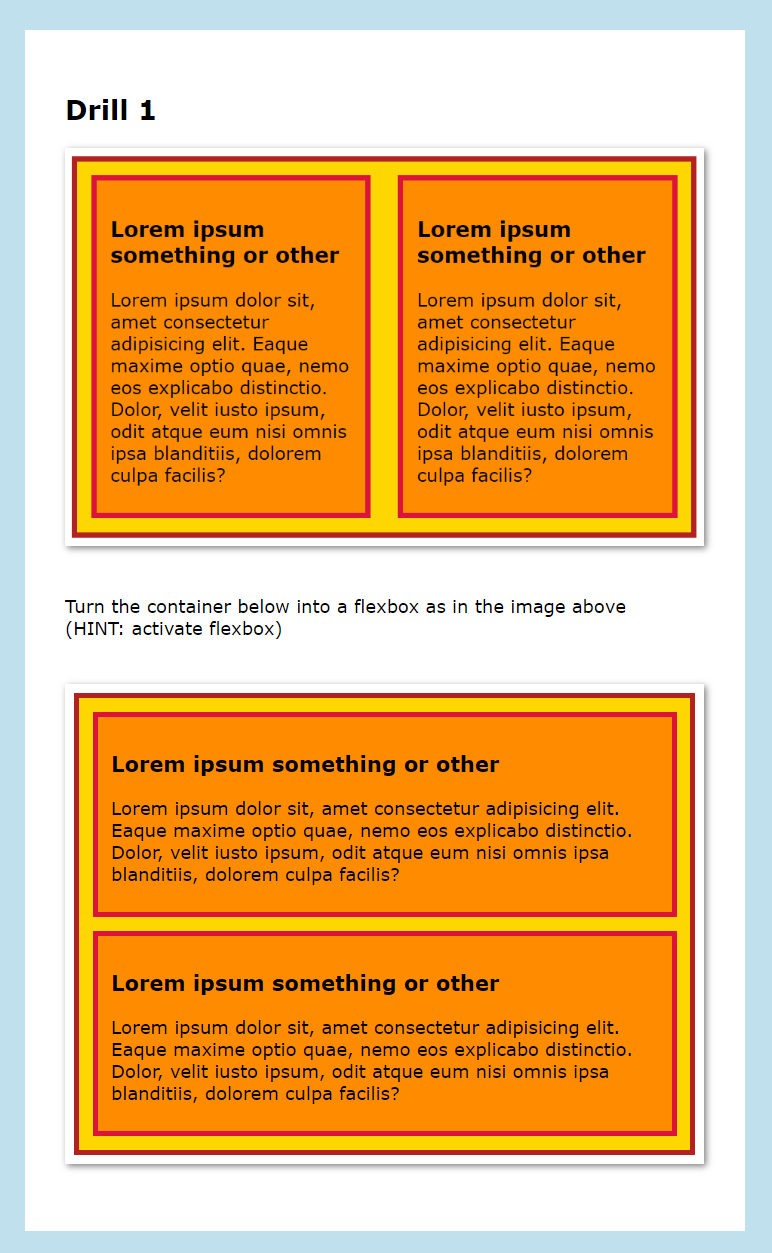 Drill 1
Lorem ipsum
something or other
Lorem ipsum dolor sit,
amet consectetur
adipisicing elit. Eaque
maxime optio quae, nemo
eos explicabo distinctio.
Dolor, velit iusto ipsum,
odit atque eum nisi omnis
ipsa blanditiis, dolorem
culpa facilis?
Lorem ipsum
something or other
Lorem ipsum dolor sit,
amet consectetur
adipisicing elit. Eaque
maxime optio quae, nemo
eos explicabo distinctio.
Dolor, velit iusto ipsum,
odit atque eum nisi omnis
ipsa blanditiis, dolorem
culpa facilis?
Turn the container below into a flexbox as in the image above
(HINT: activate flexbox)
Lorem ipsum something or other
Lorem ipsum dolor sit, amet consectetur adipisicing elit.
Eaque maxime optio quae, nemo eos explicabo distinctio.
Dolor, velit iusto ipsum, odit atque eum nisi omnis ipsa
blanditiis, dolorem culpa facilis?
Lorem ipsum something or other
Lorem ipsum dolor sit, amet consectetur adipisicing elit.
Eaque maxime optio quae, nemo eos explicabo distinctio.
Dolor, velit iusto ipsum, odit atque eum nisi omnis ipsa
blanditiis, dolorem culpa facilis?